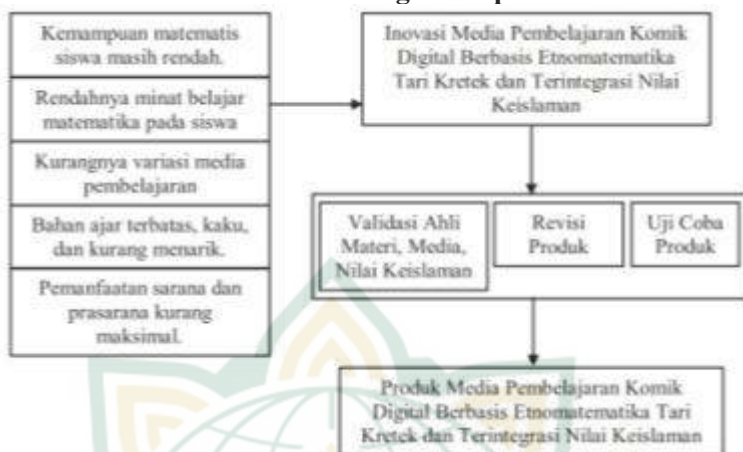 Kemampuan matematis
siswa masih rendah.
Rendahnya minat belajar
matematika pada siswa
Kurangnya variasi media
pembelajaran
Bahan ajar terbatas, kaku,
dan kurang menarik.
Pemanfaatan sarana dan
prasarana kurang
maksimal.
Inovasi Media Pembelajaran Komik
Digital Berbasis Etnomatematika
Tari Kretek dan Terintegrasi Nilai
Keislaman
Validasi Ahli
Materi, Media,
Nilai Keislaman
Revisi
Produk
Uji Coba
Produk
Produk Media Pembelajaran Komik
Digital Berbasis Etnomatematika Tari
Kretek dan Terintegrasi Nilai Keislaman